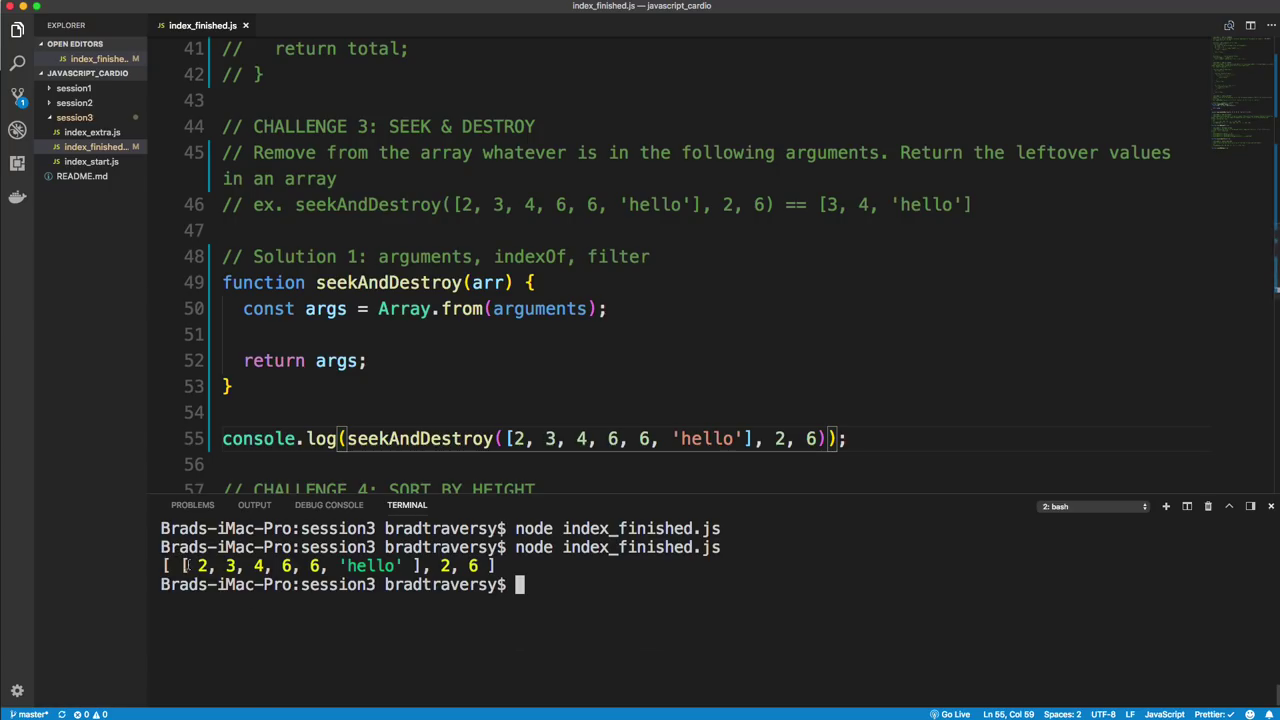 index_finished.js — javascript_cardio
EXPLORER
index_finished.js ×
OPEN EDITORS
index_finishe.. M
JAVASCRIPT_CARDIO
session1
session2
session3
index_extra.js
index_finished... M
index_start.js
README.md
1
41 //   return total;
42 // }
43
44 // CHALLENGE 3: SEEK & DESTROY
45 // Remove from the array whatever is in the following arguments. Return the leftover values
in an array
46 // ex. seekAndDestroy([2, 3, 4, 6, 6, 'hello'], 2, 6) == [3, 4, 'hello']
47
48 // Solution 1: arguments, indexOf, filter
49 function seekAndDestroy(arr) {
50   const args = Array.from(arguments);
51
52   return args;
53 }
54
55 console.log(seekAndDestroy([2, 3, 4, 6, 6, 'hello'], 2, 6));
56
57 // CHALLENGE 4: SORT BY HEIGHT
PROBLEMS OUTPUT DEBUG CONSOLE TERMINAL 2: bash
Brads-iMac-Pro:session3 bradtraversy$ node index_finished.js
Brads-iMac-Pro:session3 bradtraversy$ node index_finished.js
[ [ 2, 3, 4, 6, 6, 'hello' ], 2, 6 ]
Brads-iMac-Pro:session3 bradtraversy$
master* 0 0 Go Live Ln 55, Col 59 Spaces: 2 UTF-8 LF JavaScript Prettier: ✓